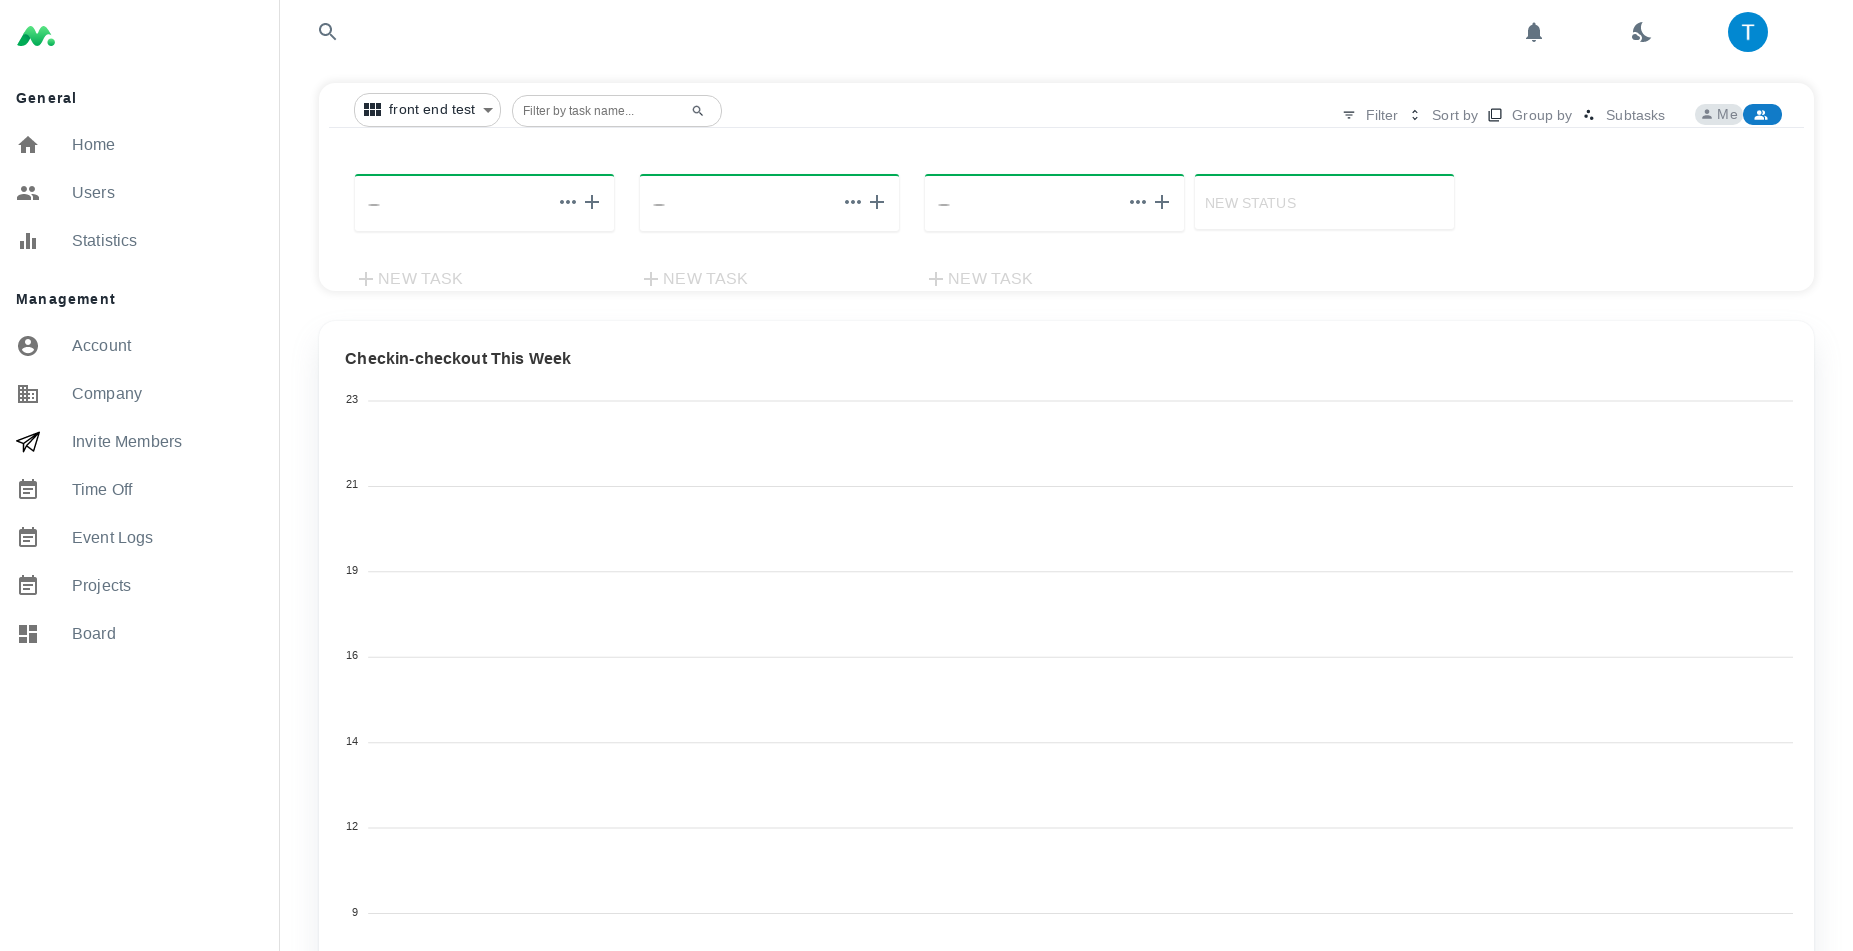 General
Home
Users
Statistics
Management
Account
Company
Invite Members
Time Off
Event Logs
Projects
Board
T
front end test
Filter by task name...
Filter
Sort by
Group by
Subtasks
Me
NEW STATUS
NEW TASK
NEW TASK
NEW TASK
Checkin-checkout This Week
23
21
19
16
14
12
9